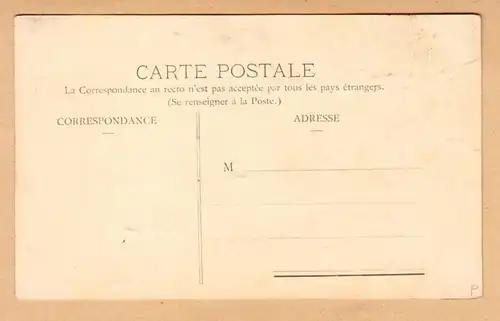 CARTE POSTALE
La Correspondance au recto n'est pas acceptée par tous les pays étrangers.
(Se renseigner à la Poste.)
CORRESPONDANCE
ADRESSE
M
P